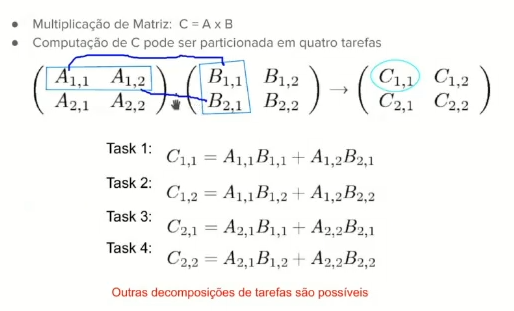 ● Multiplicação de Matriz: C = A x B
● Computação de C pode ser particionada em quatro tarefas
( A₁,₁ A₁,₂ ) · ( B₁,₁ B₁,₂ ) → ( C₁,₁ C₁,₂ )
( A₂,₁ A₂,₂ ) ( B₂,₁ B₂,₂ ) ( C₂,₁ C₂,₂ )
Task 1: C₁,₁ = A₁,₁B₁,₁ + A₁,₂B₂,₁
Task 2: C₁,₂ = A₁,₁B₁,₂ + A₁,₂B₂,₂
Task 3: C₂,₁ = A₂,₁B₁,₁ + A₂,₂B₂,₁
Task 4: C₂,₂ = A₂,₁B₁,₂ + A₂,₂B₂,₂
Outras decomposições de tarefas são possíveis